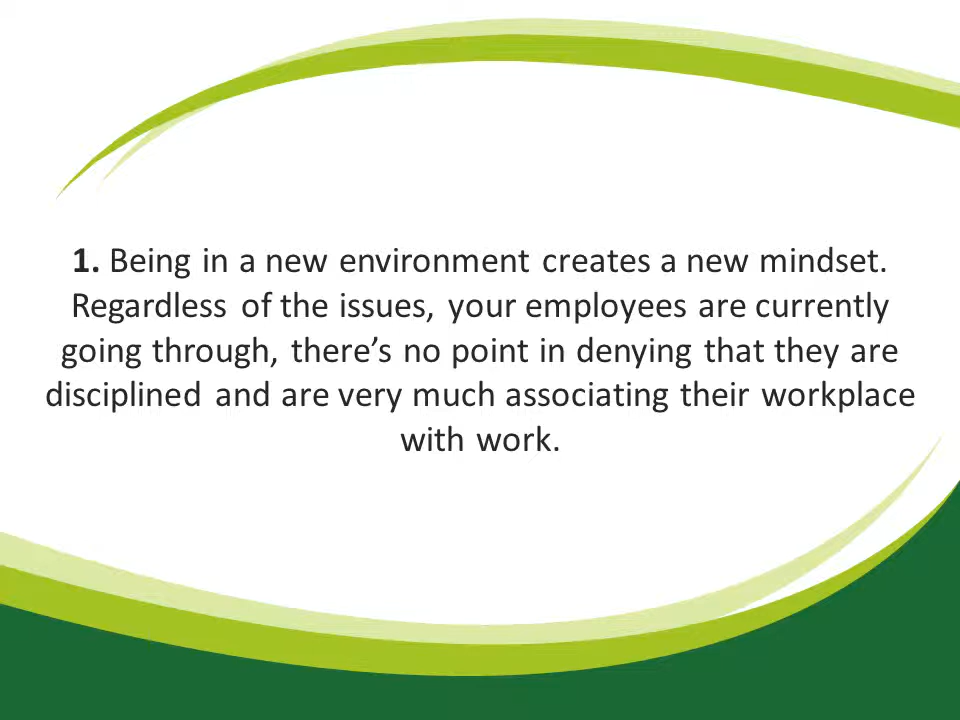 1. Being in a new environment creates a new mindset.
Regardless of the issues, your employees are currently
going through, there’s no point in denying that they are
disciplined and are very much associating their workplace
with work.